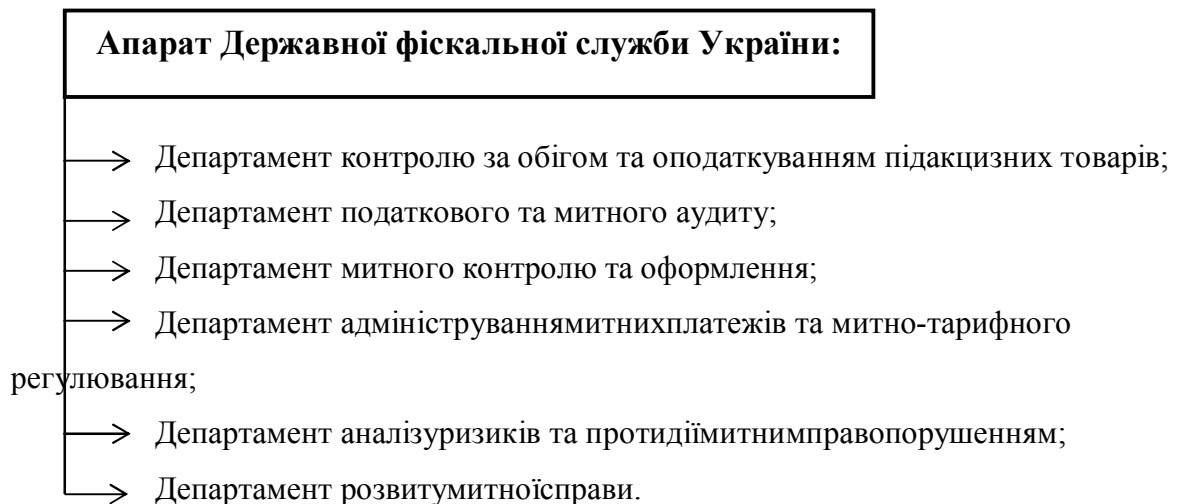 Апарат Державної фіскальної служби України:
Департамент контролю за обігом та оподаткуванням підакцизних товарів;
Департамент податкового та митного аудиту;
Департамент митного контролю та оформлення;
Департамент адмініструваннямитнихплатежів та митно-тарифного
регулювання;
Департамент аналізуризиків та протидіїмитнимправопорушенням;
Департамент розвитумитноїсправи.